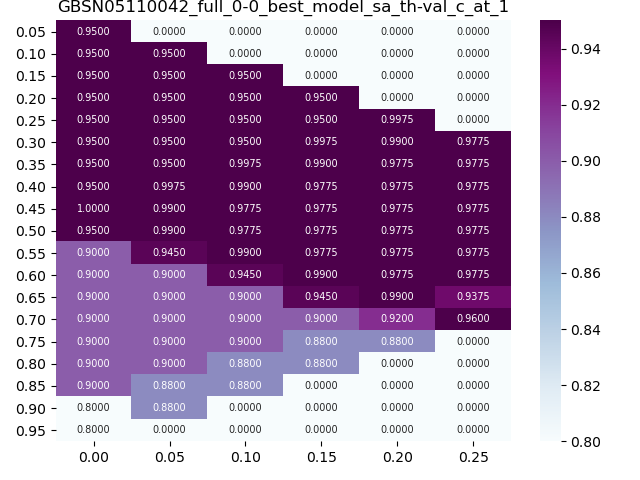 GBSN05110042_full_0-0_best_model_sa_th-val_c_at_1
0.05 0.9500 0.0000 0.0000 0.0000 0.0000 0.0000
0.10 0.9500 0.9500 0.0000 0.0000 0.0000 0.0000
0.15 0.9500 0.9500 0.9500 0.0000 0.0000 0.0000
0.20 0.9500 0.9500 0.9500 0.9500 0.0000 0.0000
0.25 0.9500 0.9500 0.9500 0.9500 0.9975 0.0000
0.30 0.9500 0.9500 0.9500 0.9975 0.9900 0.9775
0.35 0.9500 0.9500 0.9975 0.9900 0.9775 0.9775
0.40 0.9500 0.9975 0.9900 0.9775 0.9775 0.9775
0.45 1.0000 0.9900 0.9775 0.9775 0.9775 0.9775
0.50 0.9500 0.9900 0.9775 0.9775 0.9775 0.9775
0.55 0.9000 0.9450 0.9900 0.9775 0.9775 0.9775
0.60 0.9000 0.9000 0.9450 0.9900 0.9775 0.9775
0.65 0.9000 0.9000 0.9000 0.9450 0.9900 0.9375
0.70 0.9000 0.9000 0.9000 0.9000 0.9200 0.9600
0.75 0.9000 0.9000 0.9000 0.8800 0.8800 0.0000
0.80 0.9000 0.9000 0.8800 0.8800 0.0000 0.0000
0.85 0.9000 0.8800 0.8800 0.0000 0.0000 0.0000
0.90 0.8000 0.8800 0.0000 0.0000 0.0000 0.0000
0.95 0.8000 0.0000 0.0000 0.0000 0.0000 0.0000
0.00 0.05 0.10 0.15 0.20 0.25
0.94
0.92
0.90
0.88
0.86
0.84
0.82
0.80